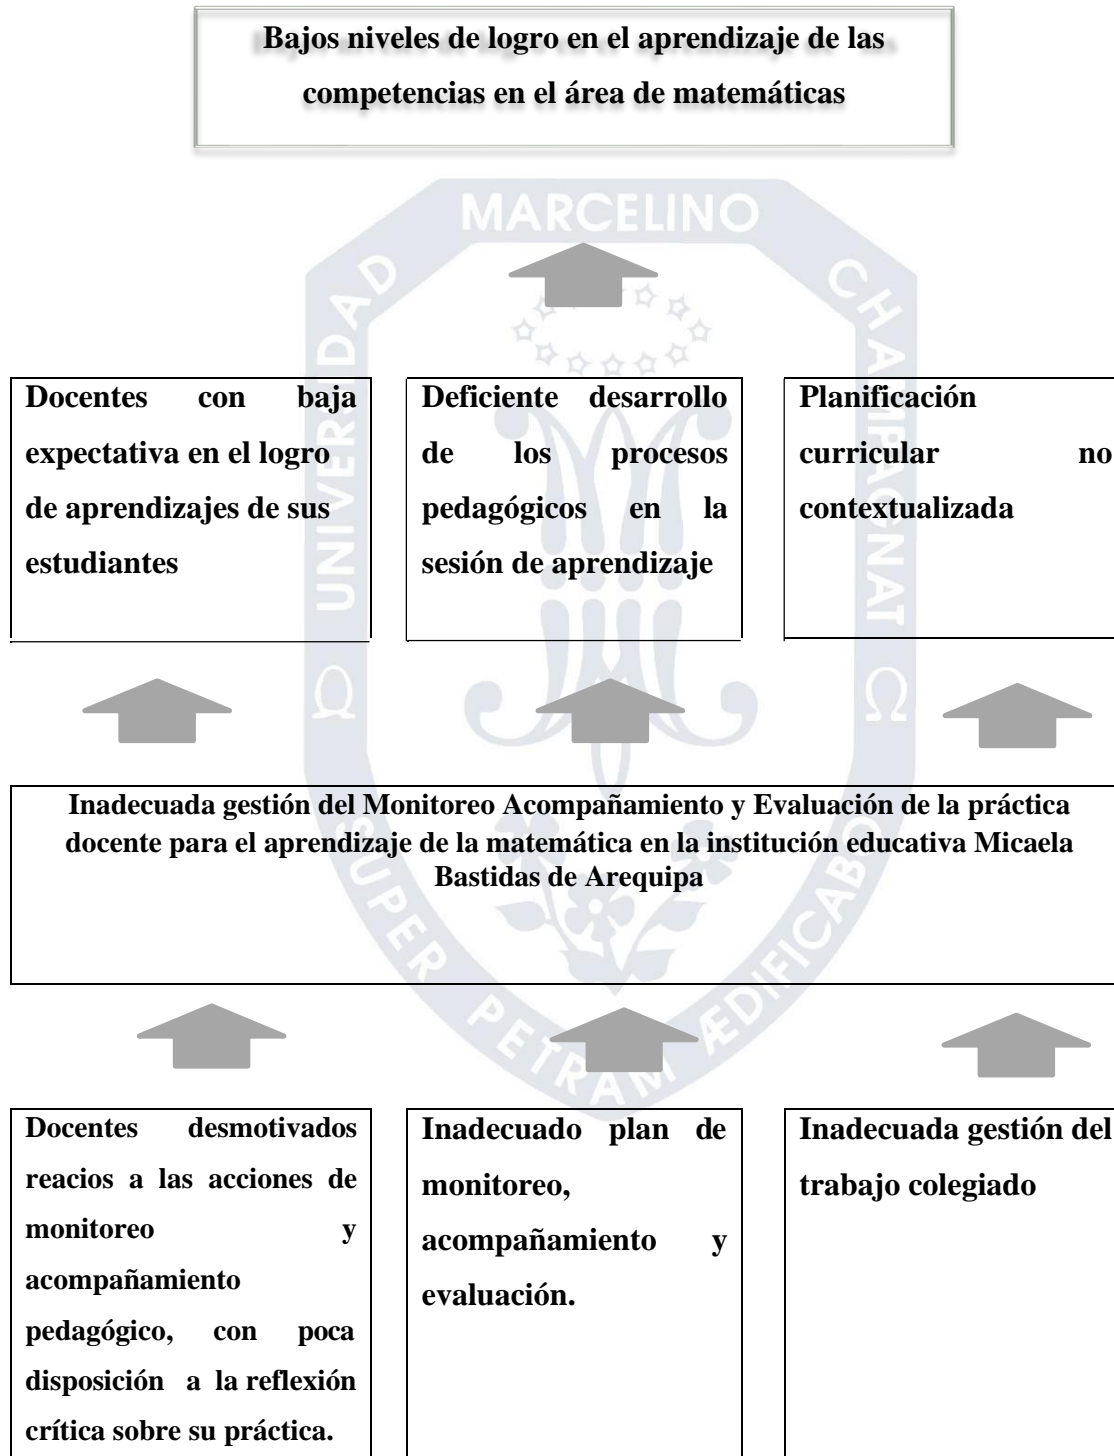 Bajos niveles de logro en el aprendizaje de las
competencias en el área de matemáticas
MARCELINO
UNIVERSIDAD
CHAMPAGNAT
Docentes con baja
expectativa en el logro
de aprendizajes de sus
estudiantes
Deficiente desarrollo
de los procesos
pedagógicos en la
sesión de aprendizaje
Planificación
curricular no
contextualizada
Ω
Ω
Inadecuada gestión del Monitoreo Acompañamiento y Evaluación de la práctica
docente para el aprendizaje de la matemática en la institución educativa Micaela
Bastidas de Arequipa
SUPER PETRAM ÆDIFICABO
Docentes desmotivados
reacios a las acciones de
monitoreo y
acompañamiento
pedagógico, con poca
disposición a la reflexión
crítica sobre su práctica.
Inadecuado plan de
monitoreo,
acompañamiento y
evaluación.
Inadecuada gestión del
trabajo colegiado